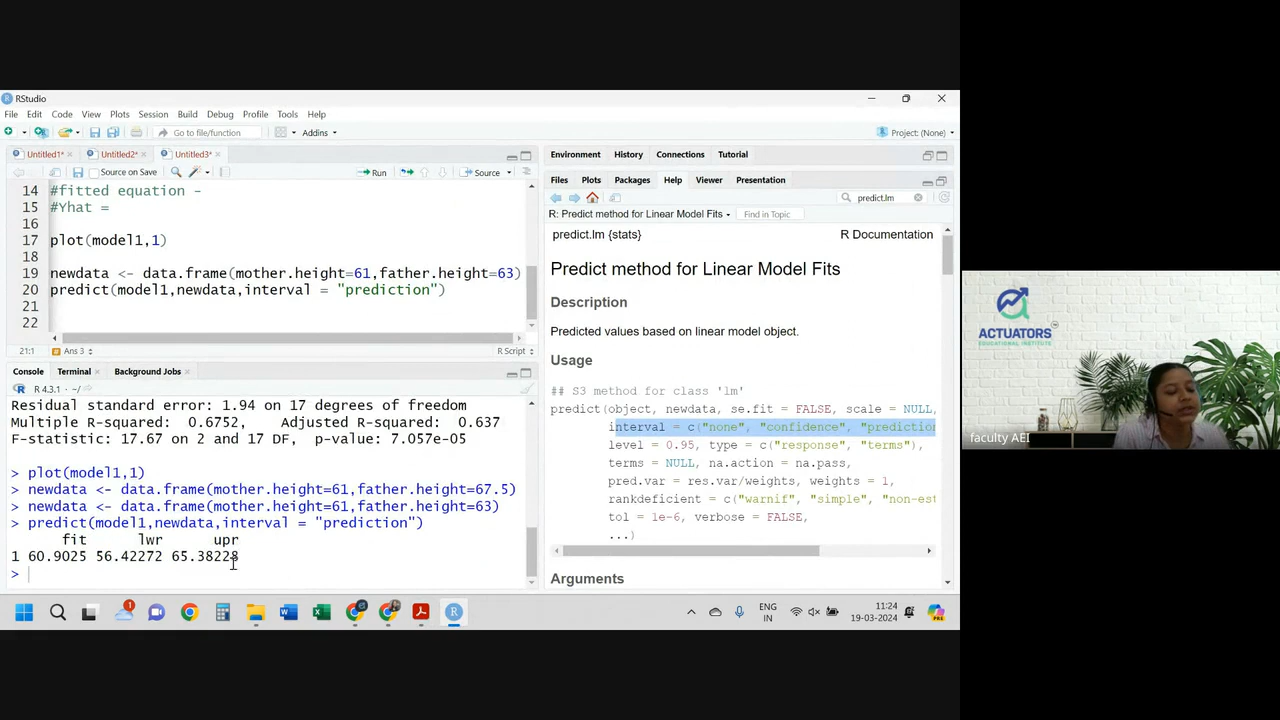 RStudio
File Edit Code View Plots Session Build Debug Profile Tools Help
Go to file/function Addins Project: (None)
Untitled1* Untitled2* Untitled3*
Source on Save Run Source
14 #fitted equation -
15 #Yhat =
16
17 plot(model1,1)
18
19 newdata <- data.frame(mother.height=61,father.height=63)
20 predict(model1,newdata,interval = "prediction")
21
22
21:1 Ans 3 R Script
Console Terminal Background Jobs
R 4.3.1 · ~/
Residual standard error: 1.94 on 17 degrees of freedom
Multiple R-squared: 0.6752, Adjusted R-squared: 0.637
F-statistic: 17.67 on 2 and 17 DF, p-value: 7.057e-05
> plot(model1,1)
> newdata <- data.frame(mother.height=61,father.height=67.5)
> newdata <- data.frame(mother.height=61,father.height=63)
> predict(model1,newdata,interval = "prediction")
fit lwr upr
1 60.9025 56.42272 65.38228
>
Environment History Connections Tutorial
Files Plots Packages Help Viewer Presentation
predict.lm
R: Predict method for Linear Model Fits Find in Topic
predict.lm {stats} R Documentation
Predict method for Linear Model Fits
Description
Predicted values based on linear model object.
Usage
## S3 method for class 'lm'
predict(object, newdata, se.fit = FALSE, scale = NULL,
interval = c("none", "confidence", "prediction
level = 0.95, type = c("response", "terms"),
terms = NULL, na.action = na.pass,
pred.var = res.var/weights, weights = 1,
rankdeficient = c("warnif", "simple", "non-est
tol = 1e-6, verbose = FALSE,
...)
Arguments
ACTUATORS
EDUCATIONAL INSTITUTE
faculty AEI
1
ENG
IN
11:24
19-03-2024